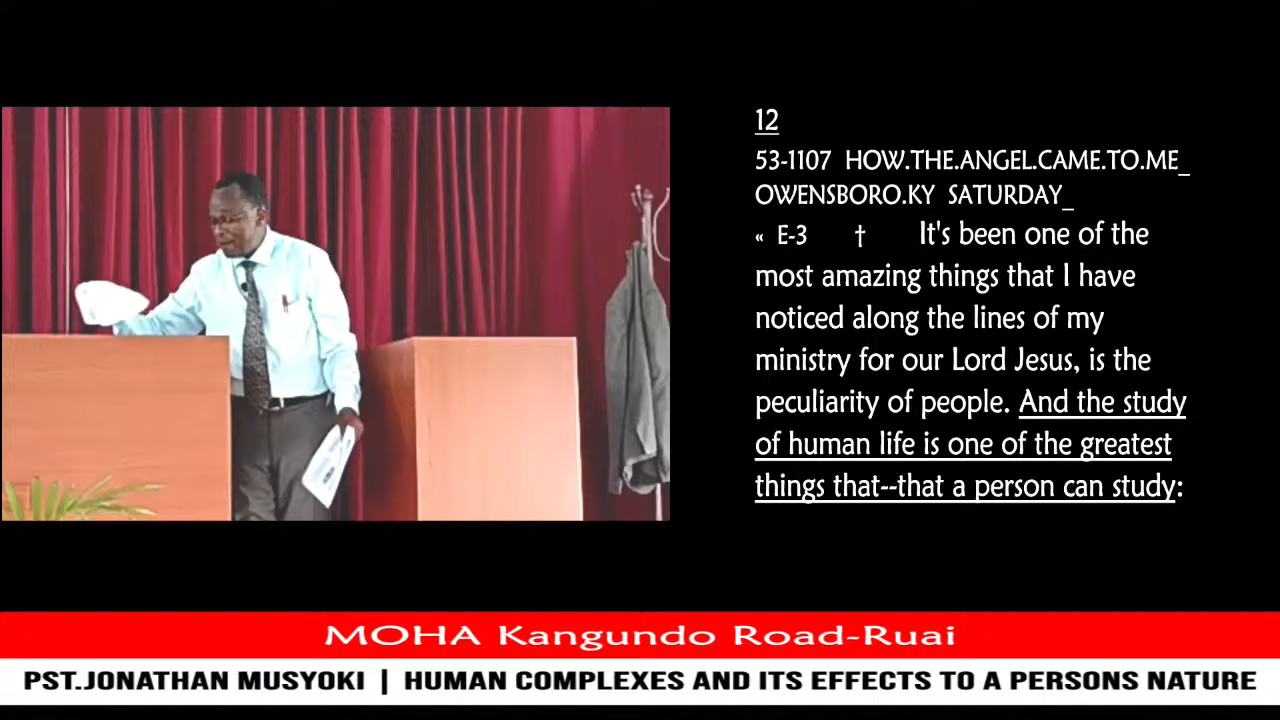 12
53-1107 HOW.THE.ANGEL.CAME.TO.ME_
OWENSBORO.KY SATURDAY_
« E-3 † It's been one of the
most amazing things that I have
noticed along the lines of my
ministry for our Lord Jesus, is the
peculiarity of people. And the study
of human life is one of the greatest
things that--that a person can study:
MOHA Kangundo Road-Ruai
PST.JONATHAN MUSYOKI | HUMAN COMPLEXES AND ITS EFFECTS TO A PERSONS NATURE